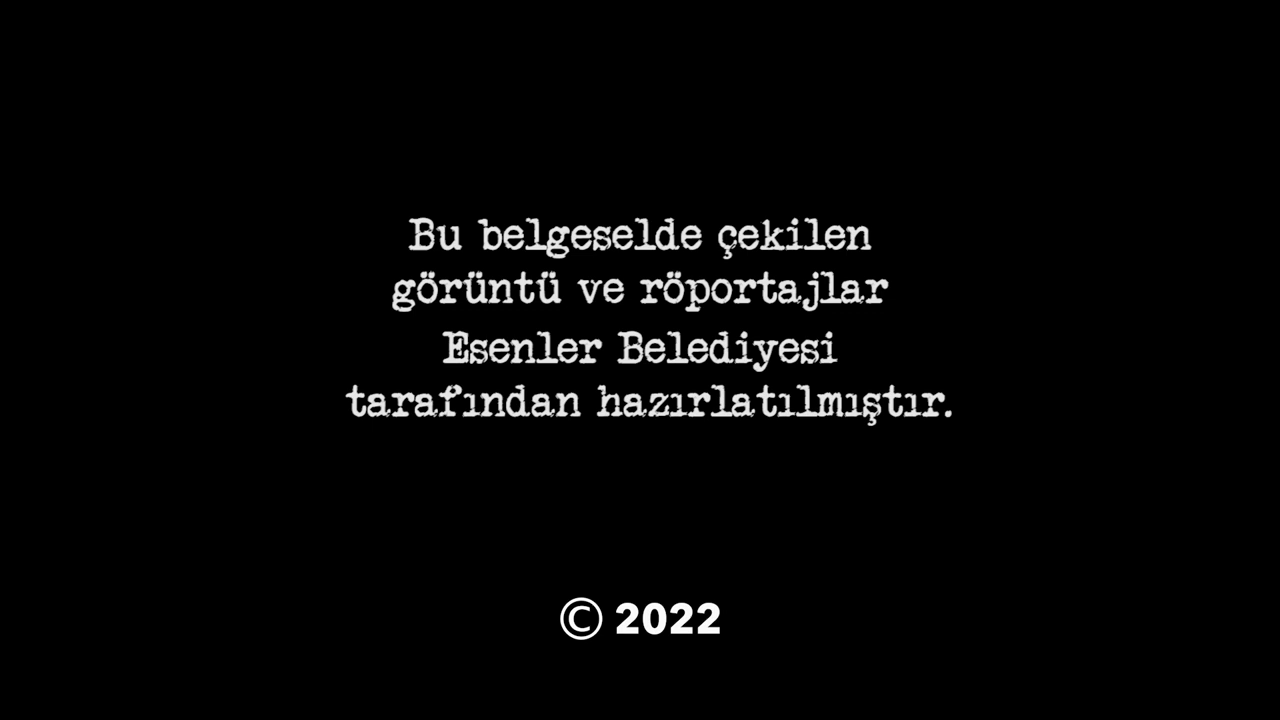 Bu belgeselde çekilen
görüntü ve röportajlar
Esenler Belediyesi
tarafından hazırlatılmıştır.
© 2022